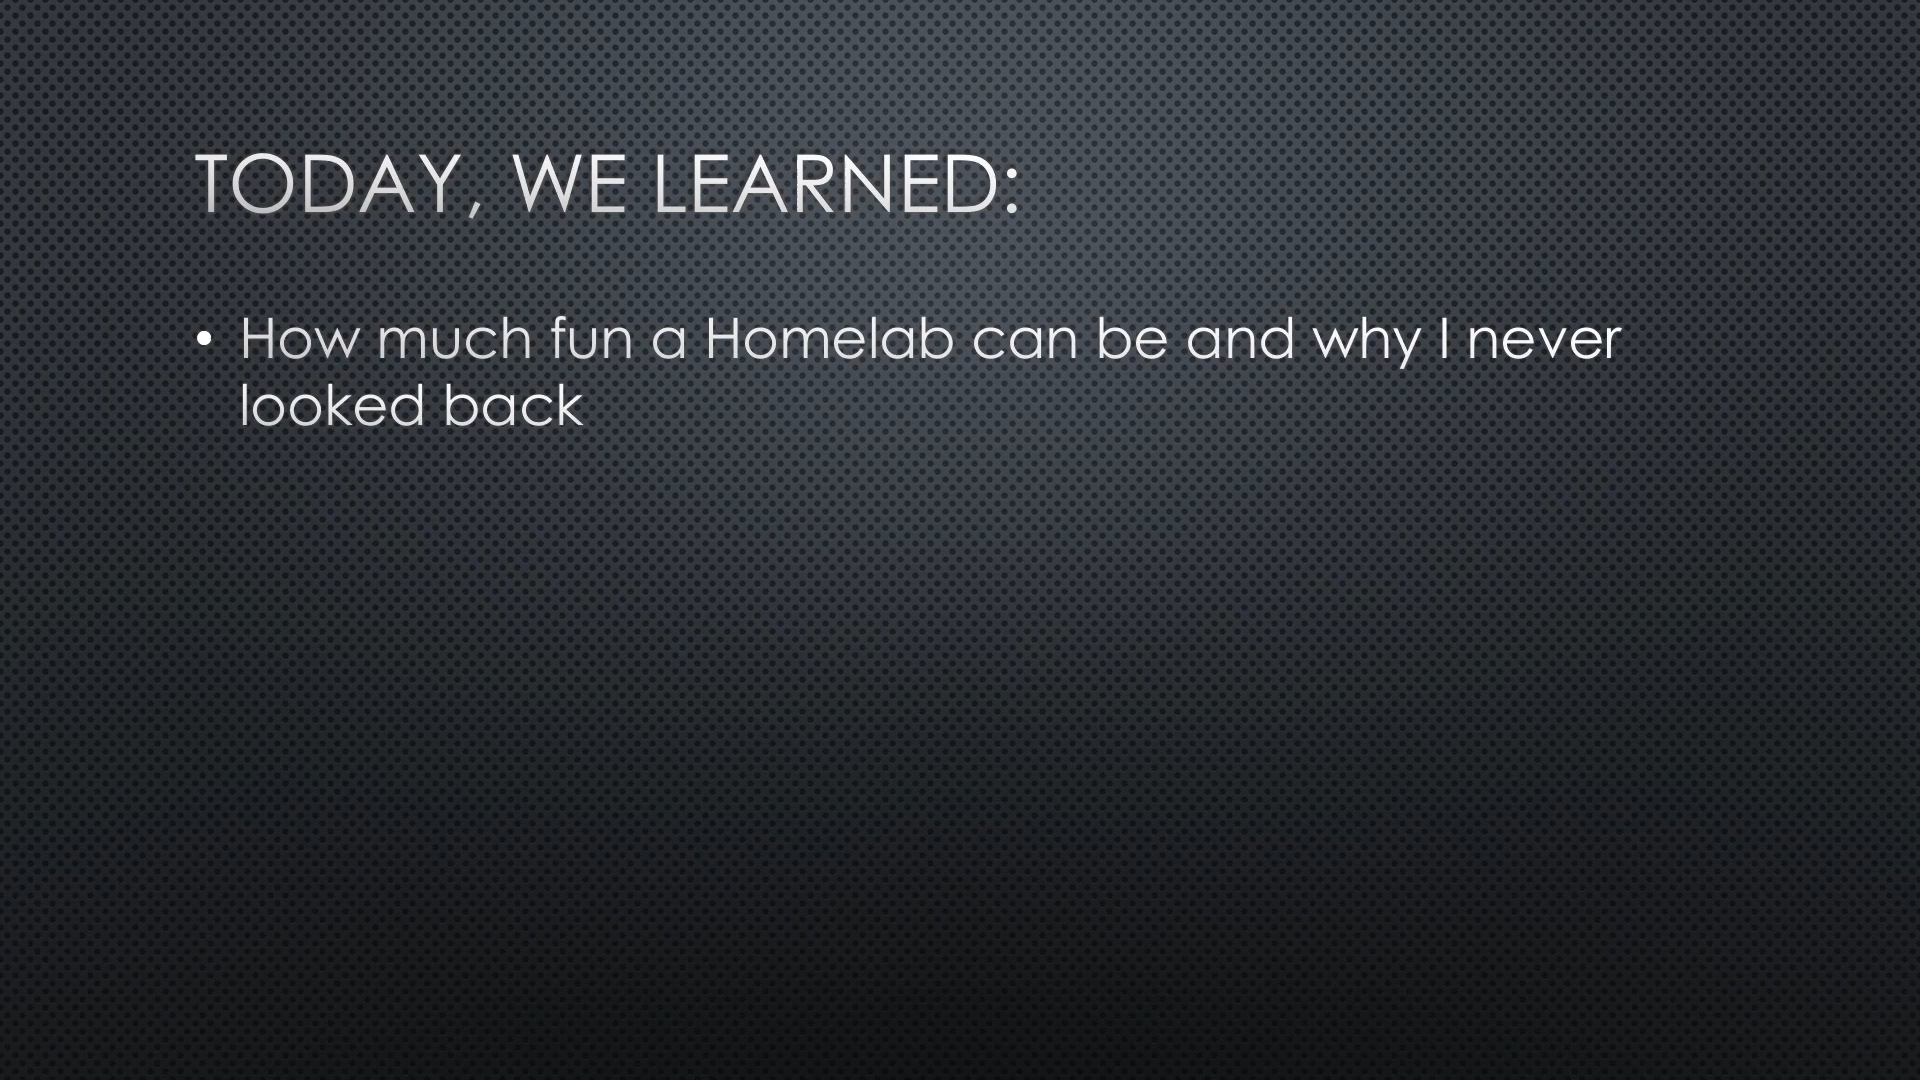 TODAY, WE LEARNED:
• How much fun a Homelab can be and why I never
looked back